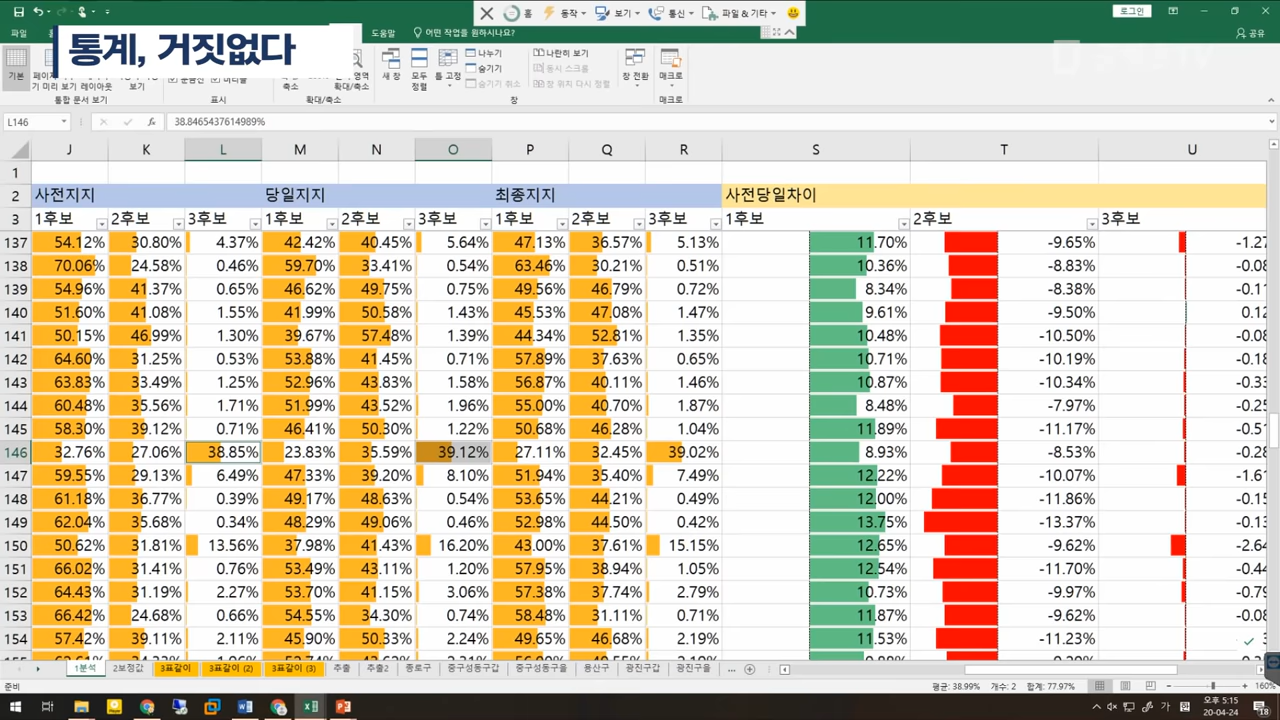 홈 동작 보기 통신 파일 & 기타
로그인
파일 도움말 어떤 작업을 원하시나요? 공유
통계, 거짓없다
기본 새 창 모두 정렬 틀 고정 나누기 숨기기 숨기기 취소 나란히 보기 동시 스크롤 창 위치 다시 정렬 창 전환 매크로
통합 문서 보기 표시 확대/축소 창 매크로
L146 fx 38.8465437614989%
J K L M N O P Q R S T U
1
2 사전지지 당일지지 최종지지 사전당일차이
3 1후보 2후보 3후보 1후보 2후보 3후보 1후보 2후보 3후보 1후보 2후보 3후보
137 54.12% 30.80% 4.37% 42.42% 40.45% 5.64% 47.13% 36.57% 5.13% 11.70% -9.65% -1.27
138 70.06% 24.58% 0.46% 59.70% 33.41% 0.54% 63.46% 30.21% 0.51% 10.36% -8.83% -0.08
139 54.96% 41.37% 0.65% 46.62% 49.75% 0.75% 49.56% 46.79% 0.72% 8.34% -8.38% -0.11
140 51.60% 41.08% 1.55% 41.99% 50.58% 1.43% 45.53% 47.08% 1.47% 9.61% -9.50% 0.12
141 50.15% 46.99% 1.30% 39.67% 57.48% 1.39% 44.34% 52.81% 1.35% 10.48% -10.50% -0.08
142 64.60% 31.25% 0.53% 53.88% 41.45% 0.71% 57.89% 37.63% 0.65% 10.71% -10.19% -0.18
143 63.83% 33.49% 1.25% 52.96% 43.83% 1.58% 56.87% 40.11% 1.46% 10.87% -10.34% -0.33
144 60.48% 35.56% 1.71% 51.99% 43.52% 1.96% 55.00% 40.70% 1.87% 8.48% -7.97% -0.25
145 58.30% 39.12% 0.71% 46.41% 50.30% 1.22% 50.68% 46.28% 1.04% 11.89% -11.17% -0.51
146 32.76% 27.06% 38.85% 23.83% 35.59% 39.12% 27.11% 32.45% 39.02% 8.93% -8.53% -0.28
147 59.55% 29.13% 6.49% 47.33% 39.20% 8.10% 51.94% 35.40% 7.49% 12.22% -10.07% -1.61
148 61.18% 36.77% 0.39% 49.17% 48.63% 0.54% 53.65% 44.21% 0.49% 12.00% -11.86% -0.15
149 62.04% 35.68% 0.34% 48.29% 49.06% 0.46% 52.98% 44.50% 0.42% 13.75% -13.37% -0.13
150 50.62% 31.81% 13.56% 37.98% 41.43% 16.20% 43.00% 37.61% 15.15% 12.65% -9.62% -2.64
151 66.02% 31.41% 0.76% 53.49% 43.11% 1.20% 57.95% 38.94% 1.05% 12.54% -11.70% -0.44
152 64.43% 31.19% 2.27% 53.70% 41.15% 3.06% 57.38% 37.74% 2.79% 10.73% -9.97% -0.79
153 66.42% 24.68% 0.66% 54.55% 34.30% 0.74% 58.48% 31.11% 0.71% 11.87% -9.62% -0.08
154 57.42% 39.11% 2.11% 45.90% 50.33% 2.24% 49.65% 46.68% 2.19% 11.53% -11.23%
1분석 2보정값 3표같이 3표같이 (2) 3표같이 (3) 추출 추출2 종로구 중구성동구갑 중구성동구을 용산구 광진구갑 광진구을 ...
준비 평균: 38.99% 개수: 2 합계: 77.97% 160%
오후 5:15
20-04-24